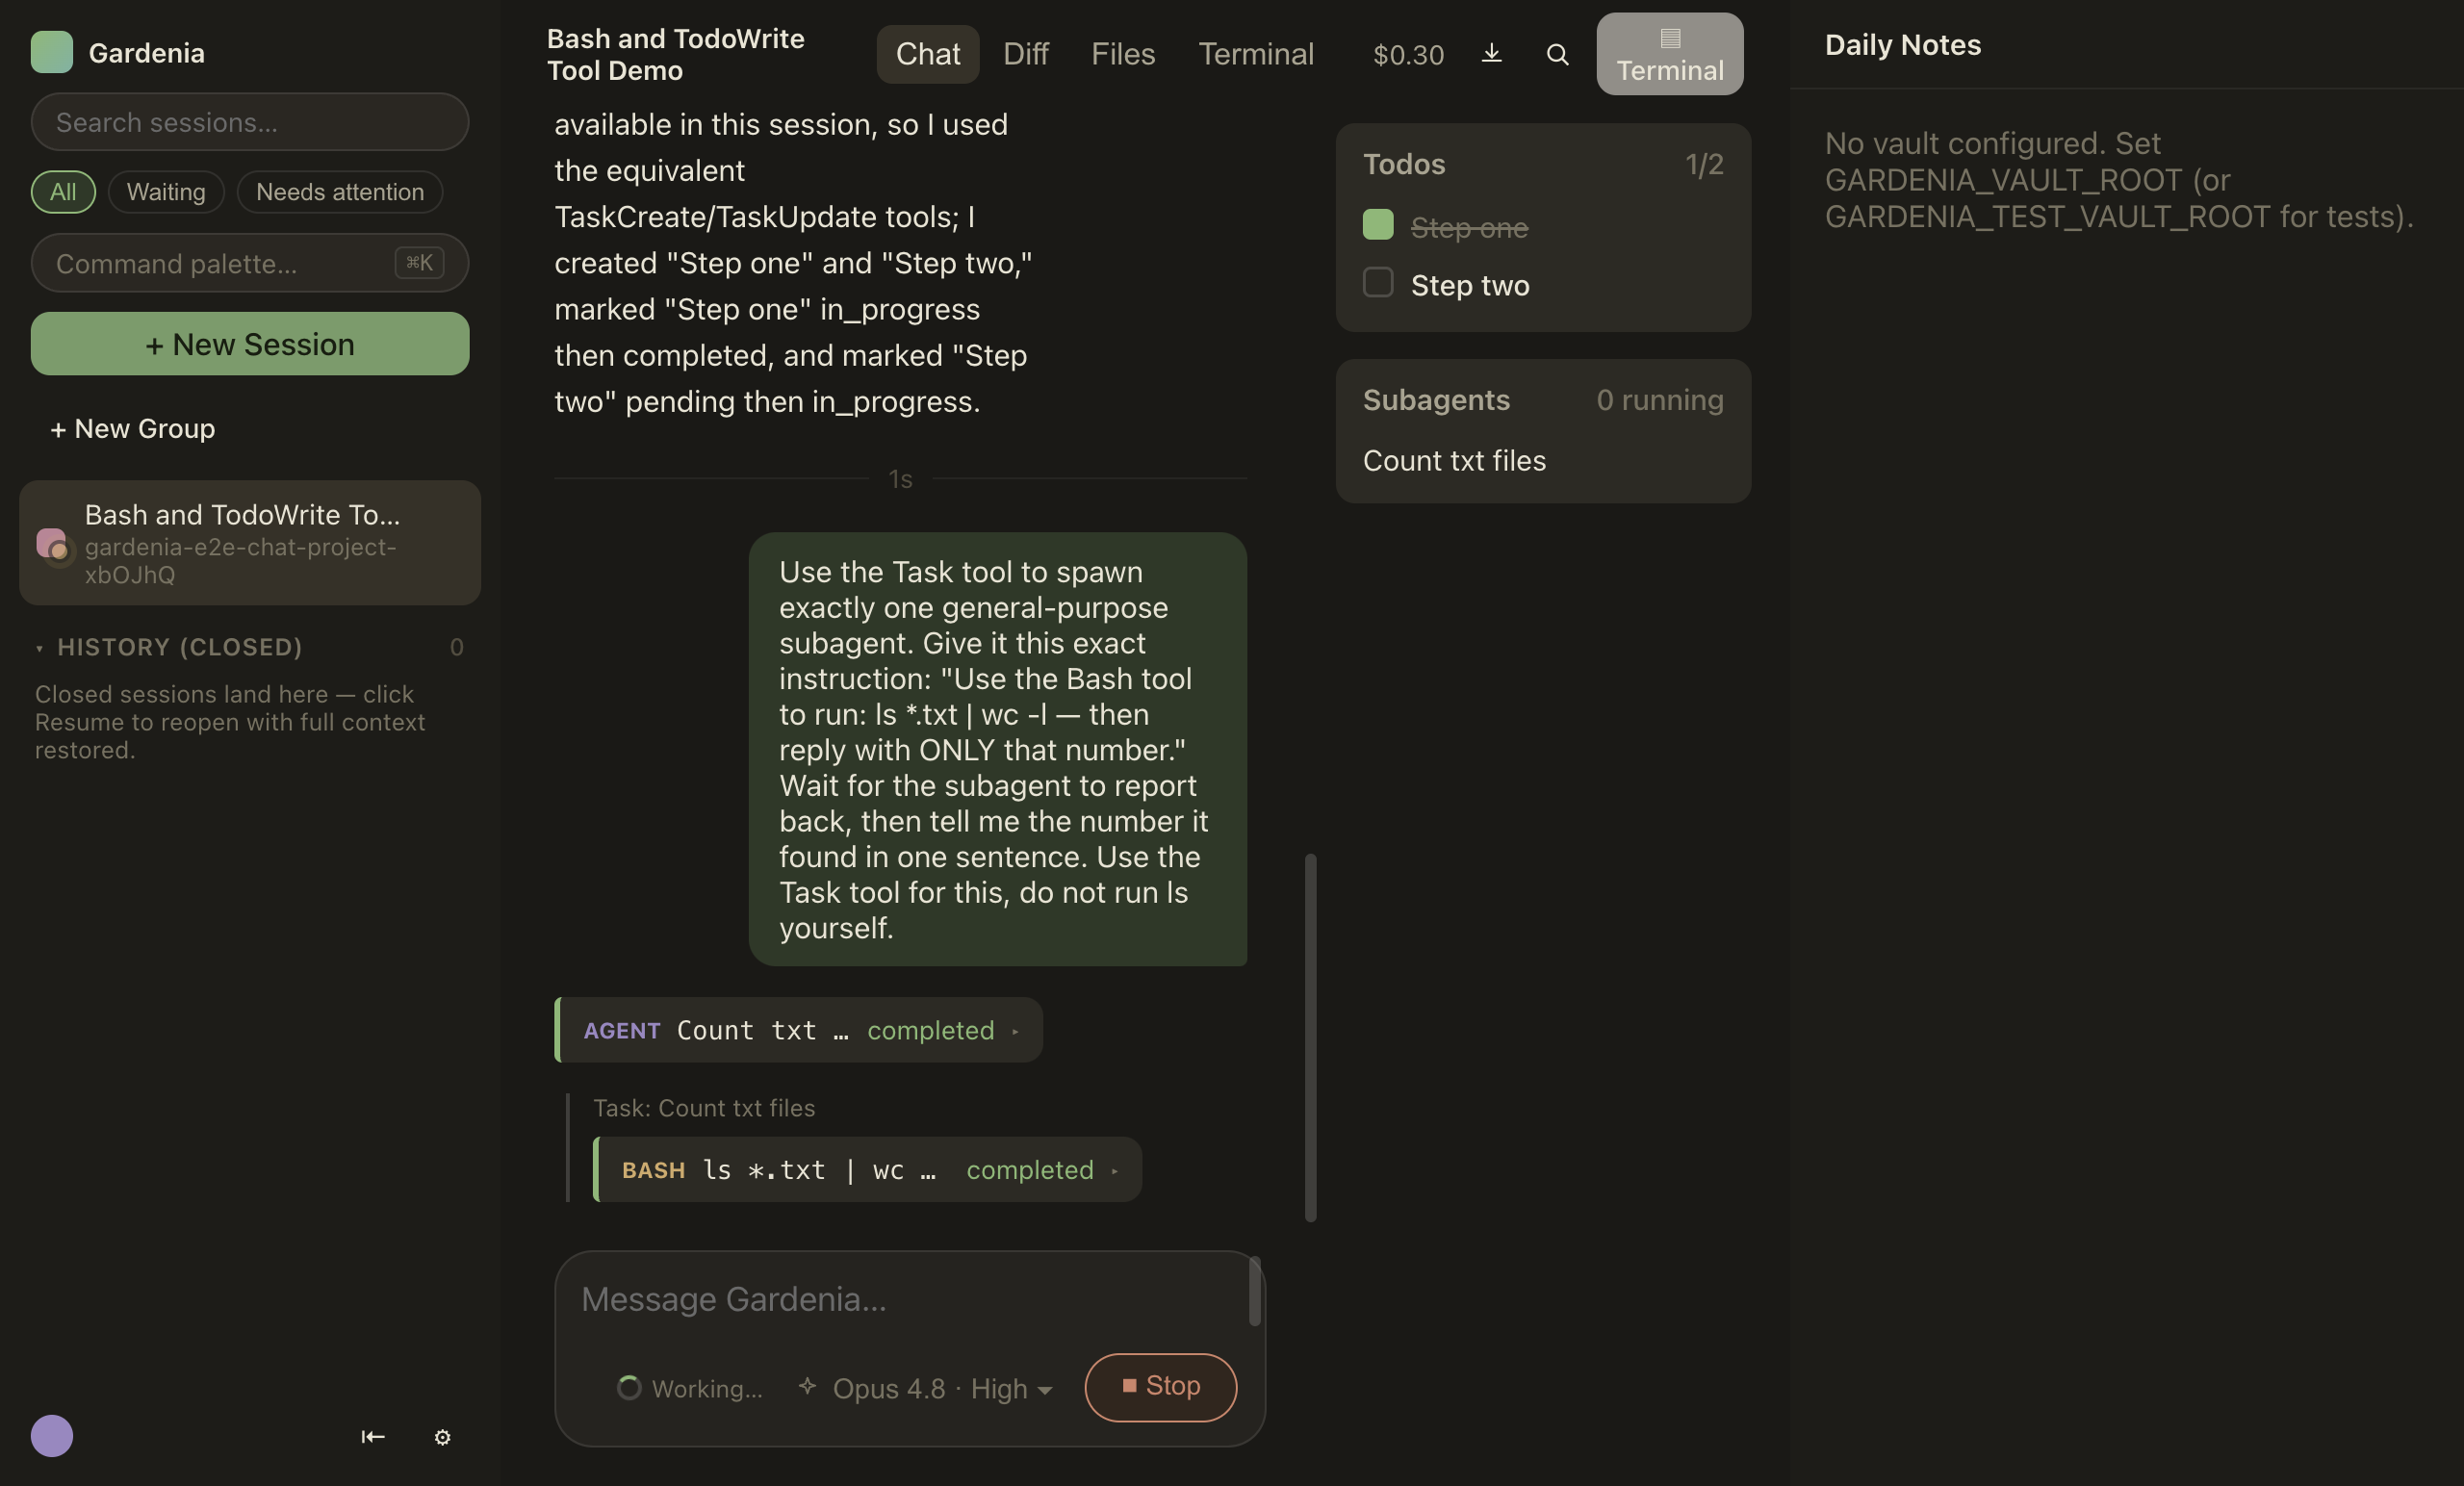 Gardenia
Search sessions...
All
Waiting
Needs attention
Command palette...
⌘K
+ New Session
+ New Group
Bash and TodoWrite To...
gardenia-e2e-chat-project-
xbOJhQ
HISTORY (CLOSED)
0
Closed sessions land here — click
Resume to reopen with full context
restored.
Bash and TodoWrite
Tool Demo
Chat
Diff
Files
Terminal
$0.30
Terminal
available in this session, so I used
the equivalent
TaskCreate/TaskUpdate tools; I
created "Step one" and "Step two,"
marked "Step one" in_progress
then completed, and marked "Step
two" pending then in_progress.
1s
Use the Task tool to spawn
exactly one general-purpose
subagent. Give it this exact
instruction: "Use the Bash tool
to run: ls *.txt | wc -l — then
reply with ONLY that number."
Wait for the subagent to report
back, then tell me the number it
found in one sentence. Use the
Task tool for this, do not run ls
yourself.
AGENT Count txt … completed
Task: Count txt files
BASH ls *.txt | wc … completed
Message Gardenia...
Working...
Opus 4.8 · High
Stop
Todos
1/2
Step one
Step two
Subagents
0 running
Count txt files
Daily Notes
No vault configured. Set
GARDENIA_VAULT_ROOT (or
GARDENIA_TEST_VAULT_ROOT for tests).